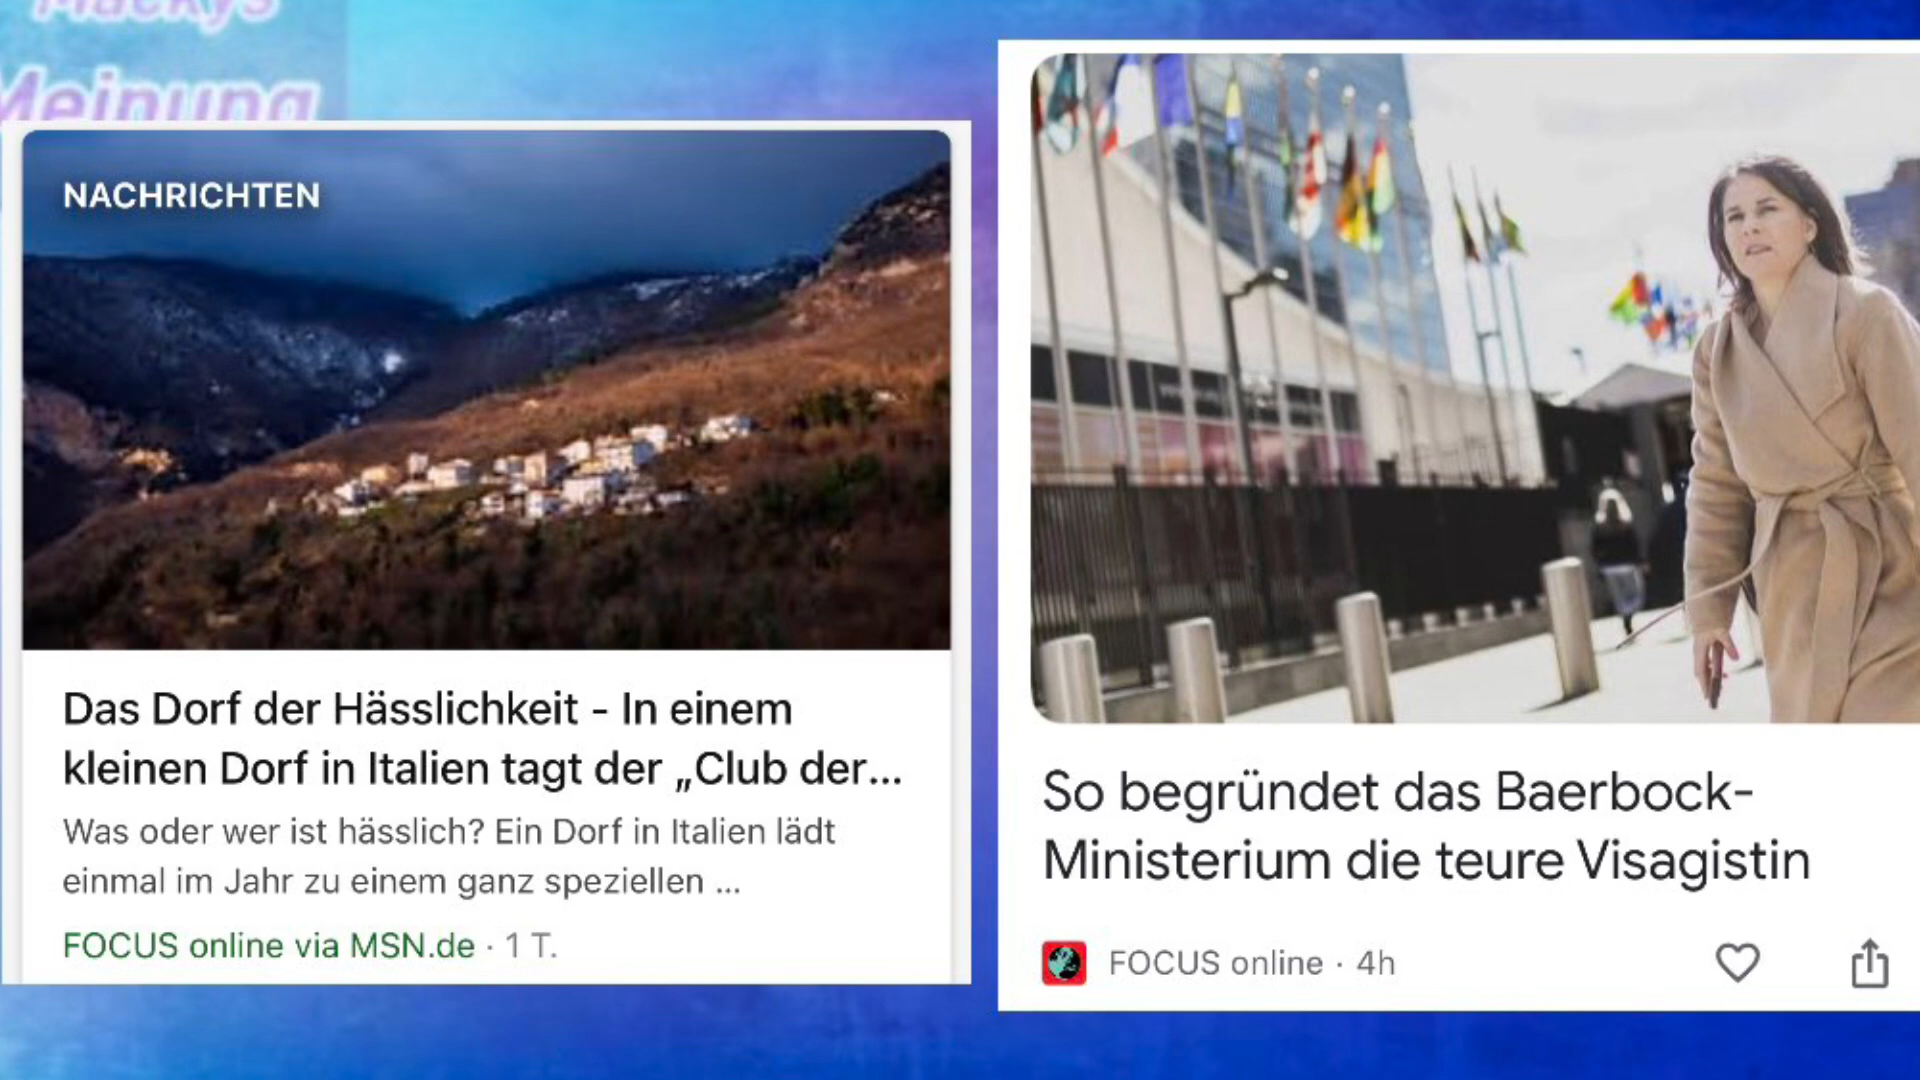 Mackys
Meinung
NACHRICHTEN
Das Dorf der Hässlichkeit - In einem
kleinen Dorf in Italien tagt der „Club der...
Was oder wer ist hässlich? Ein Dorf in Italien lädt
einmal im Jahr zu einem ganz speziellen ...
FOCUS online via MSN.de · 1 T.
So begründet das Baerbock-
Ministerium die teure Visagistin
FOCUS online · 4h